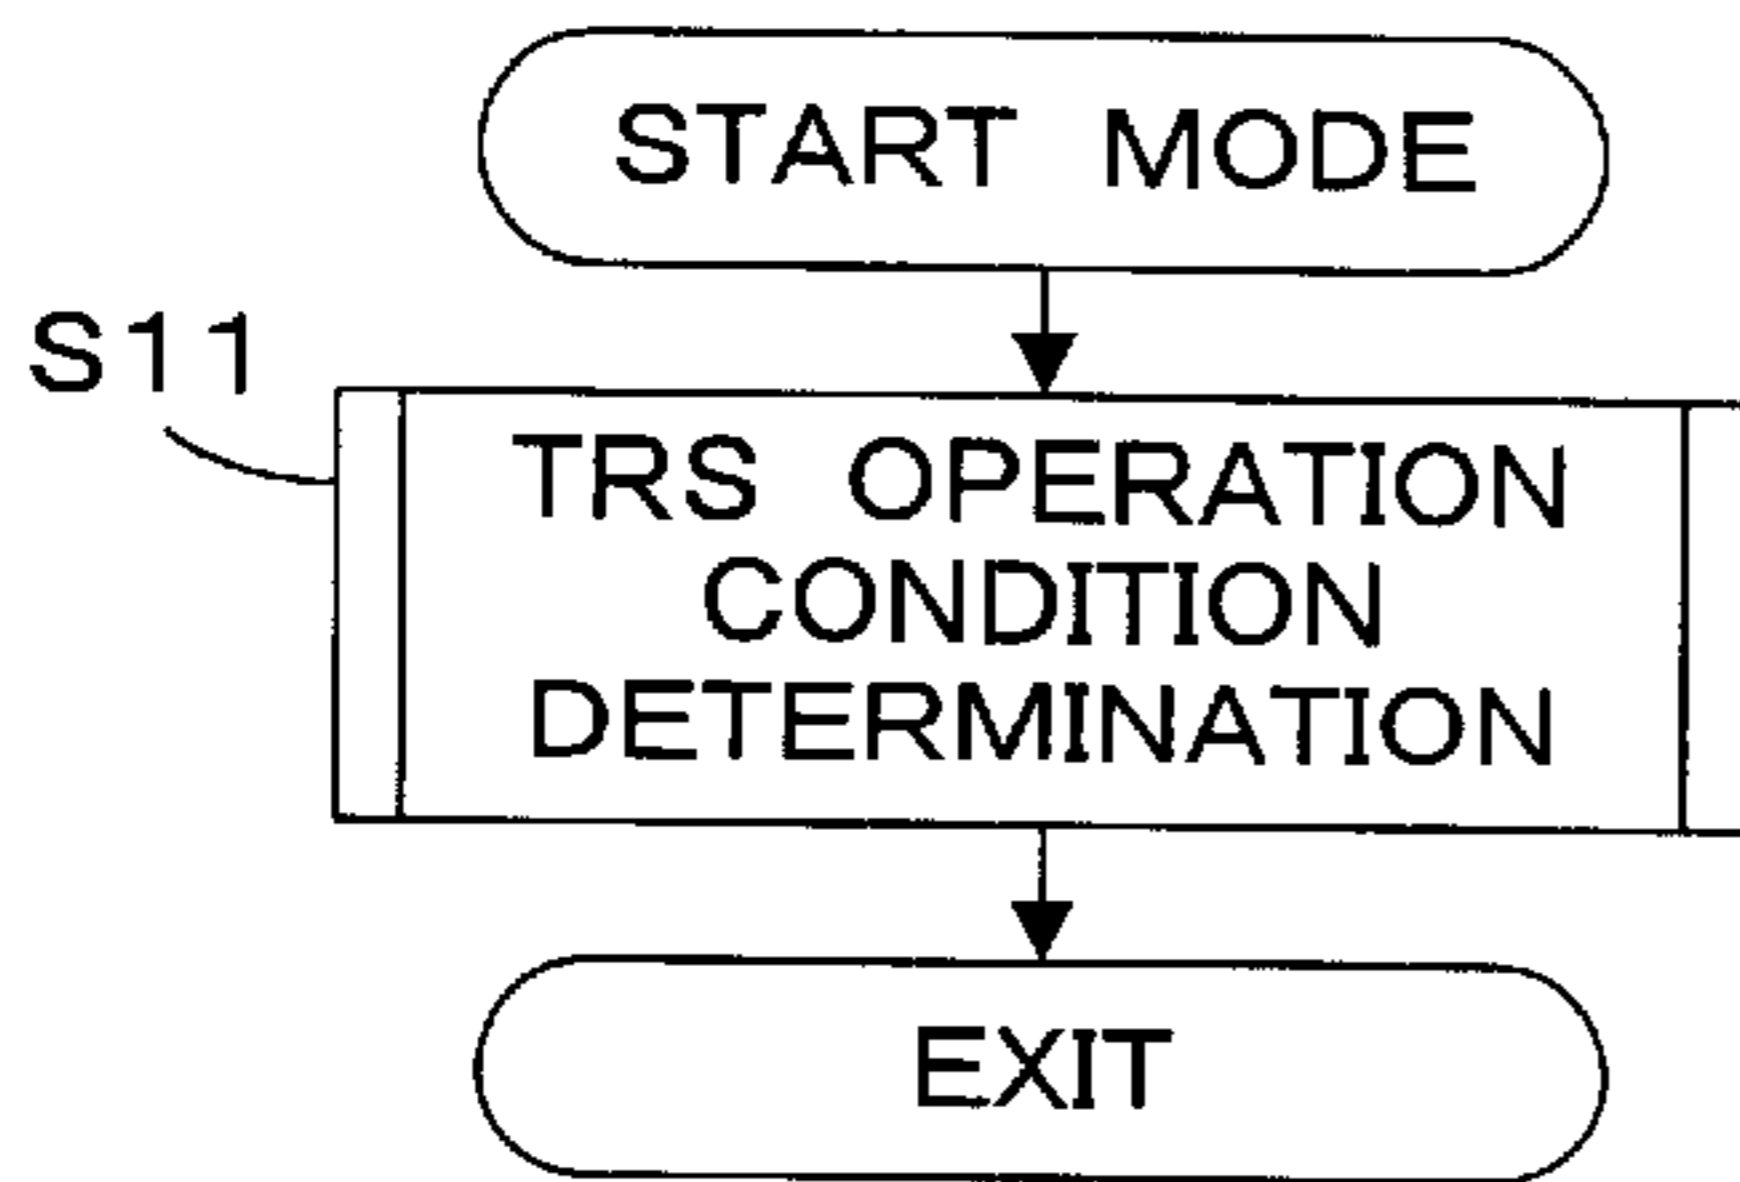 START MODE
S11
TRS OPERATION
CONDITION
DETERMINATION
EXIT